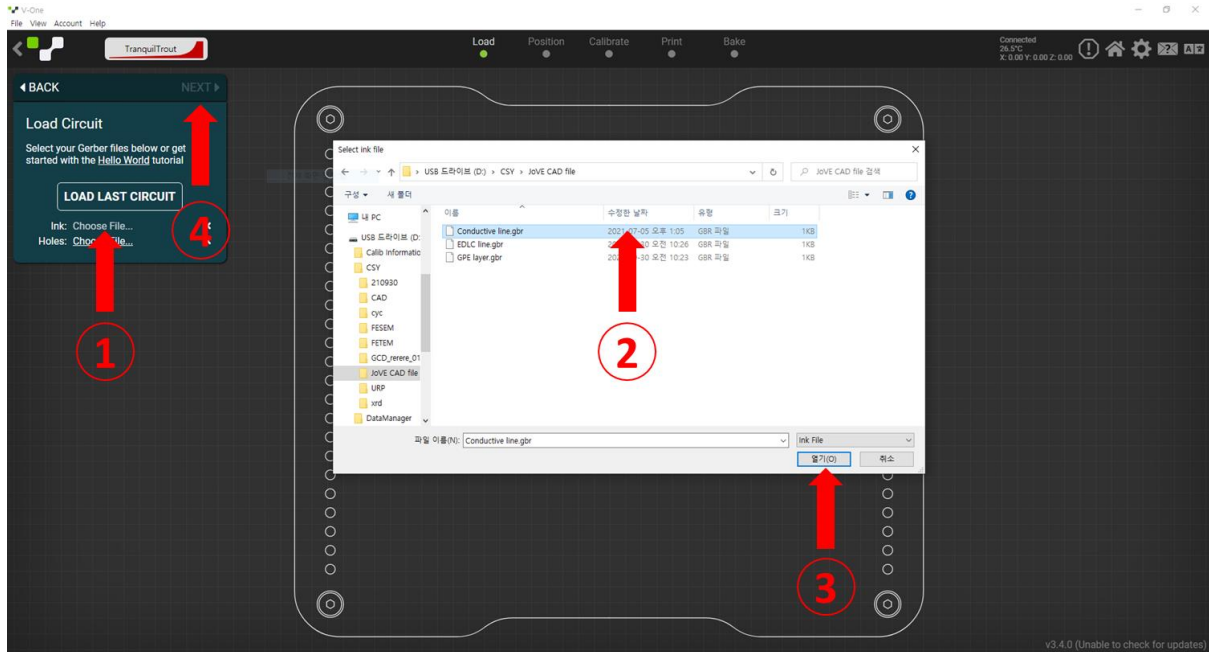 V-One
File View Account Help
TranquilTrout
Load Position Calibrate Print Bake
Connected
26.5°C
X: 0.00 Y: 0.00 Z: 0.00
BACK NEXT
Load Circuit
Select your Gerber files below or get
started with the Hello World tutorial
LOAD LAST CIRCUIT
Ink: Choose File...
Holes: Choose File...
1
4
Select ink file
USB 드라이브 (D:) › CSY › JoVE CAD file
JoVE CAD file 검색
구성 새 폴더
내 PC
USB 드라이브 (D:
Calib Informatio
CSY
210930
CAD
cyc
FESEM
FETEM
GCD_rerere_01
JoVE CAD file
URP
xrd
DataManager
이름 수정한 날짜 유형 크기
Conductive line.gbr 2021-07-05 오후 1:05 GBR 파일 1KB
EDLC line.gbr 오전 10:26 GBR 파일 1KB
GPE layer.gbr 오전 10:23 GBR 파일 1KB
2
파일 이름(N): Conductive line.gbr Ink File
열기(O) 취소
3
v3.4.0 (Unable to check for updates)